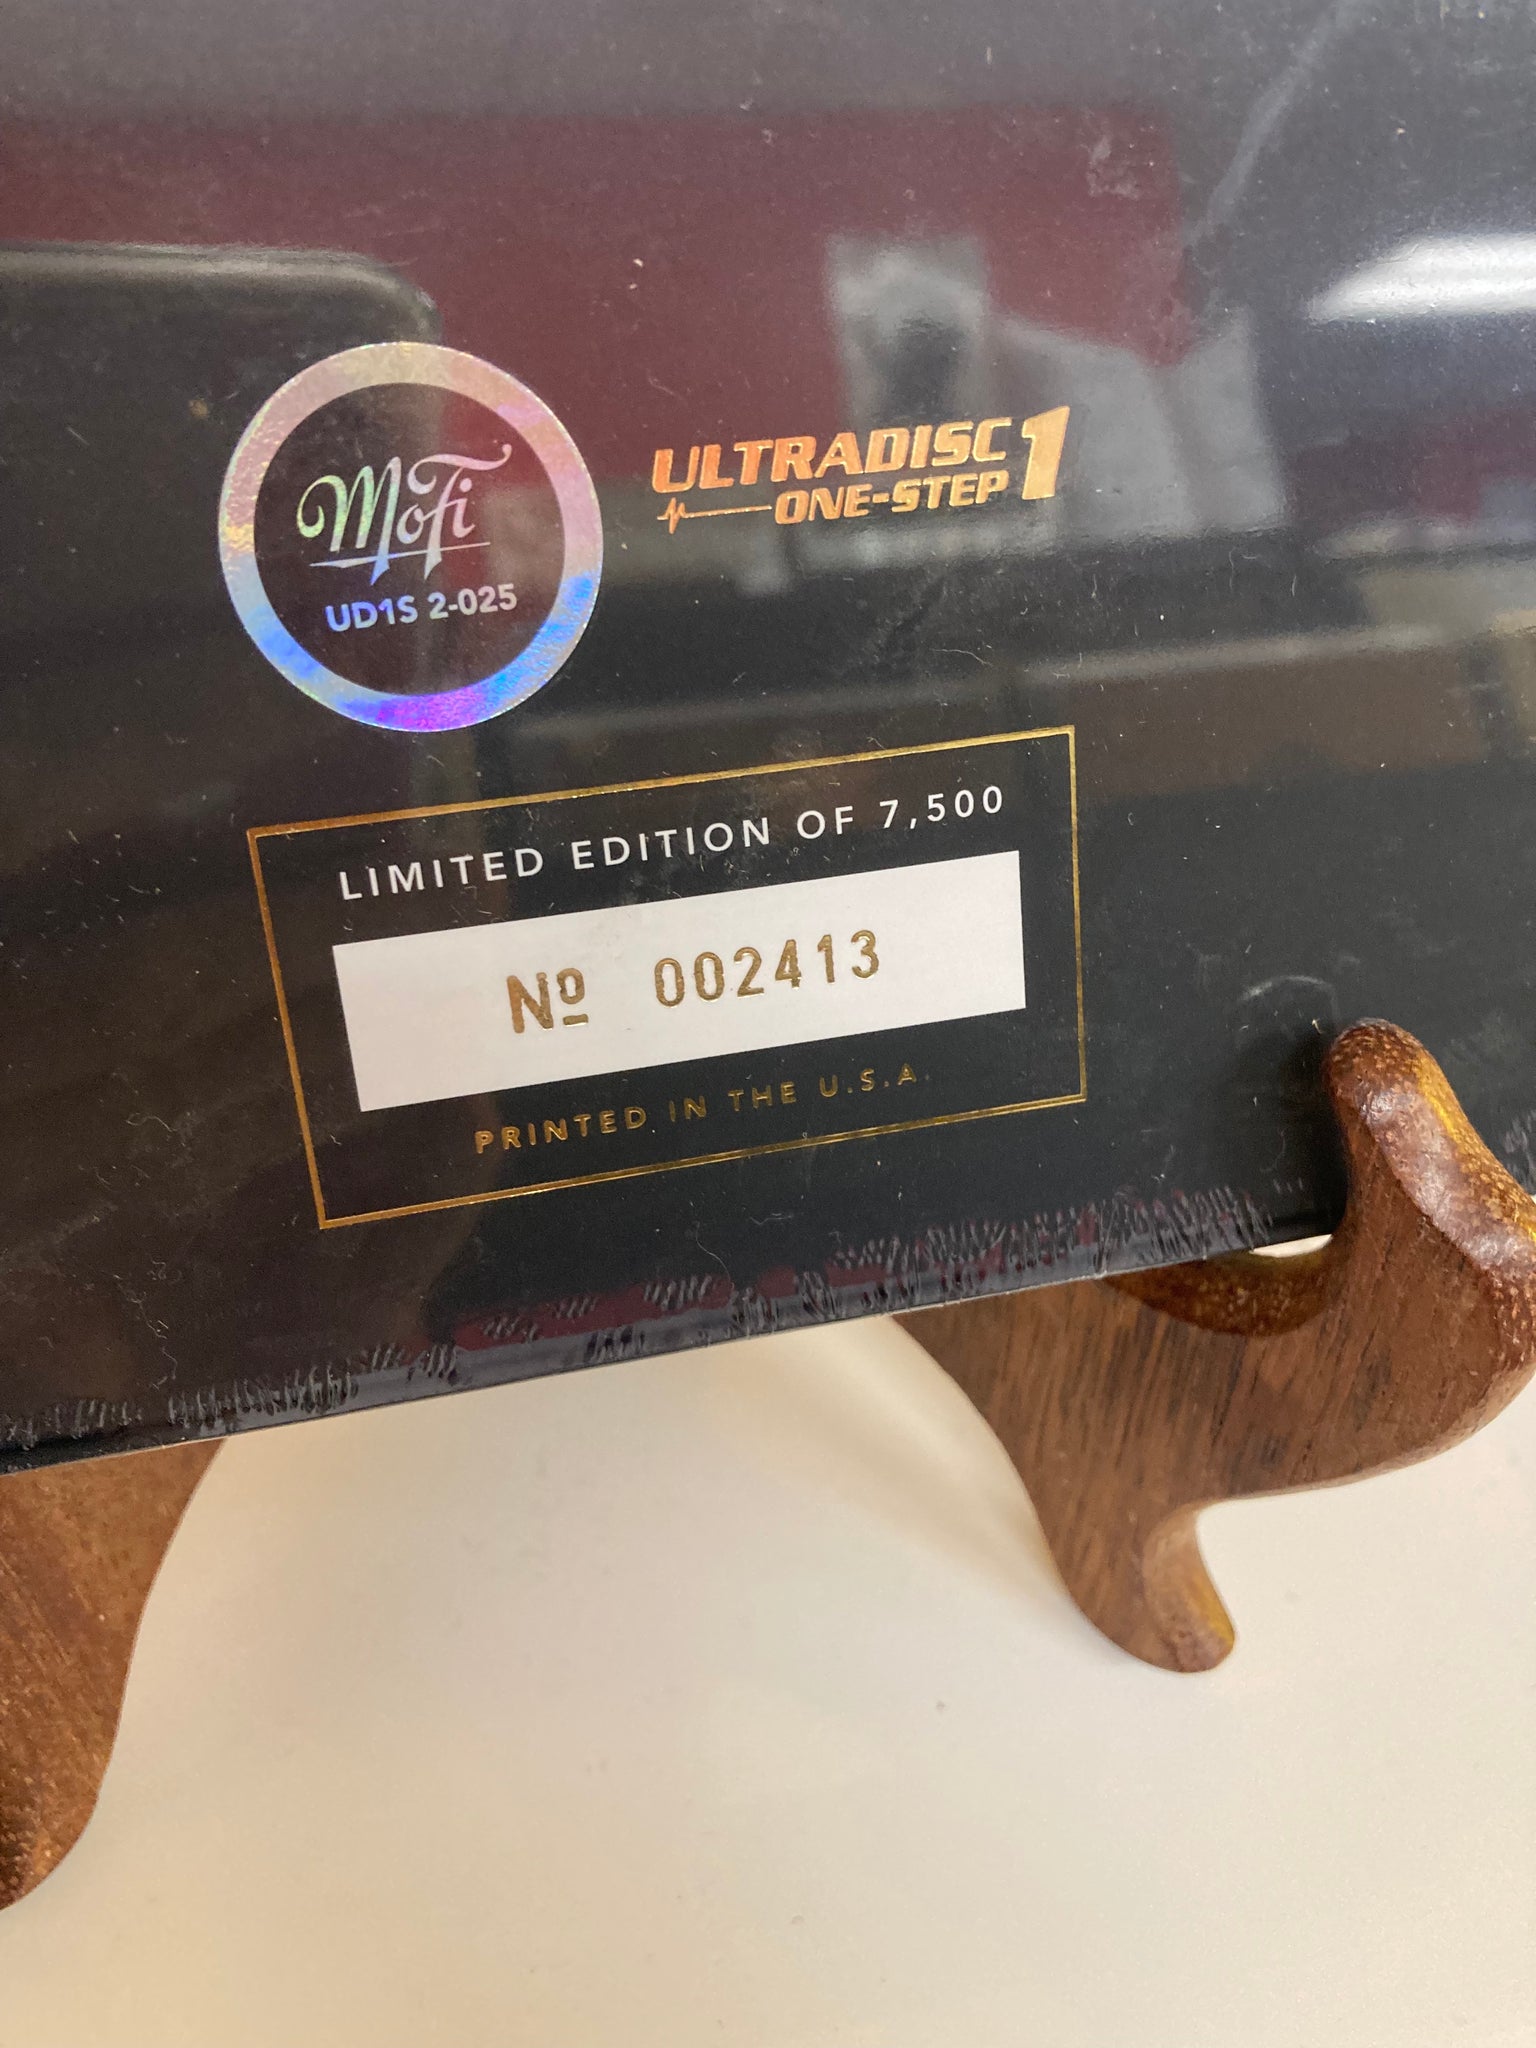 MoFi
UD1S 2-025
ULTRADISC 1
ONE-STEP
LIMITED EDITION OF 7,500
Nº 002413
PRINTED IN THE U.S.A.